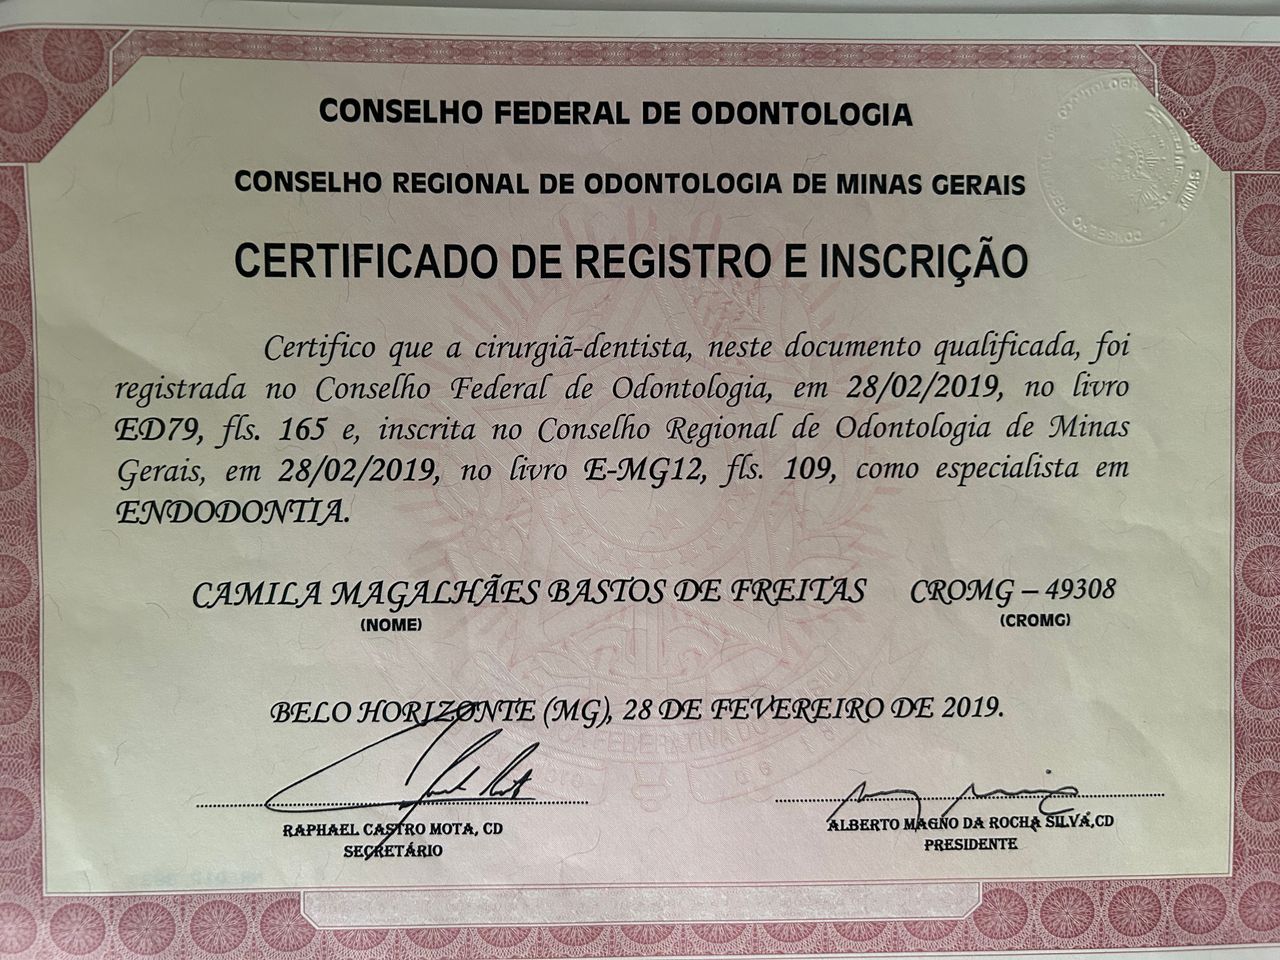 CONSELHO FEDERAL DE ODONTOLOGIA
CONSELHO REGIONAL DE ODONTOLOGIA DE MINAS GERAIS
CERTIFICADO DE REGISTRO E INSCRIÇÃO
Certifico que a cirurgiã-dentista, neste documento qualificada, foi
registrada no Conselho Federal de Odontologia, em 28/02/2019, no livro
ED79, fls. 165 e, inscrita no Conselho Regional de Odontologia de Minas
Gerais, em 28/02/2019, no livro E-MG12, fls. 109, como especialista em
ENDODONTIA.
CAMILA MAGALHÃES BASTOS DE FREITAS CROMG – 49308
(NOME) (CROMG)
BELO HORIZONTE (MG), 28 DE FEVEREIRO DE 2019.
RAPHAEL CASTRO MOTA, CD
SECRETÁRIO
ALBERTO MAGNO DA ROCHA SILVA,CD
PRESIDENTE